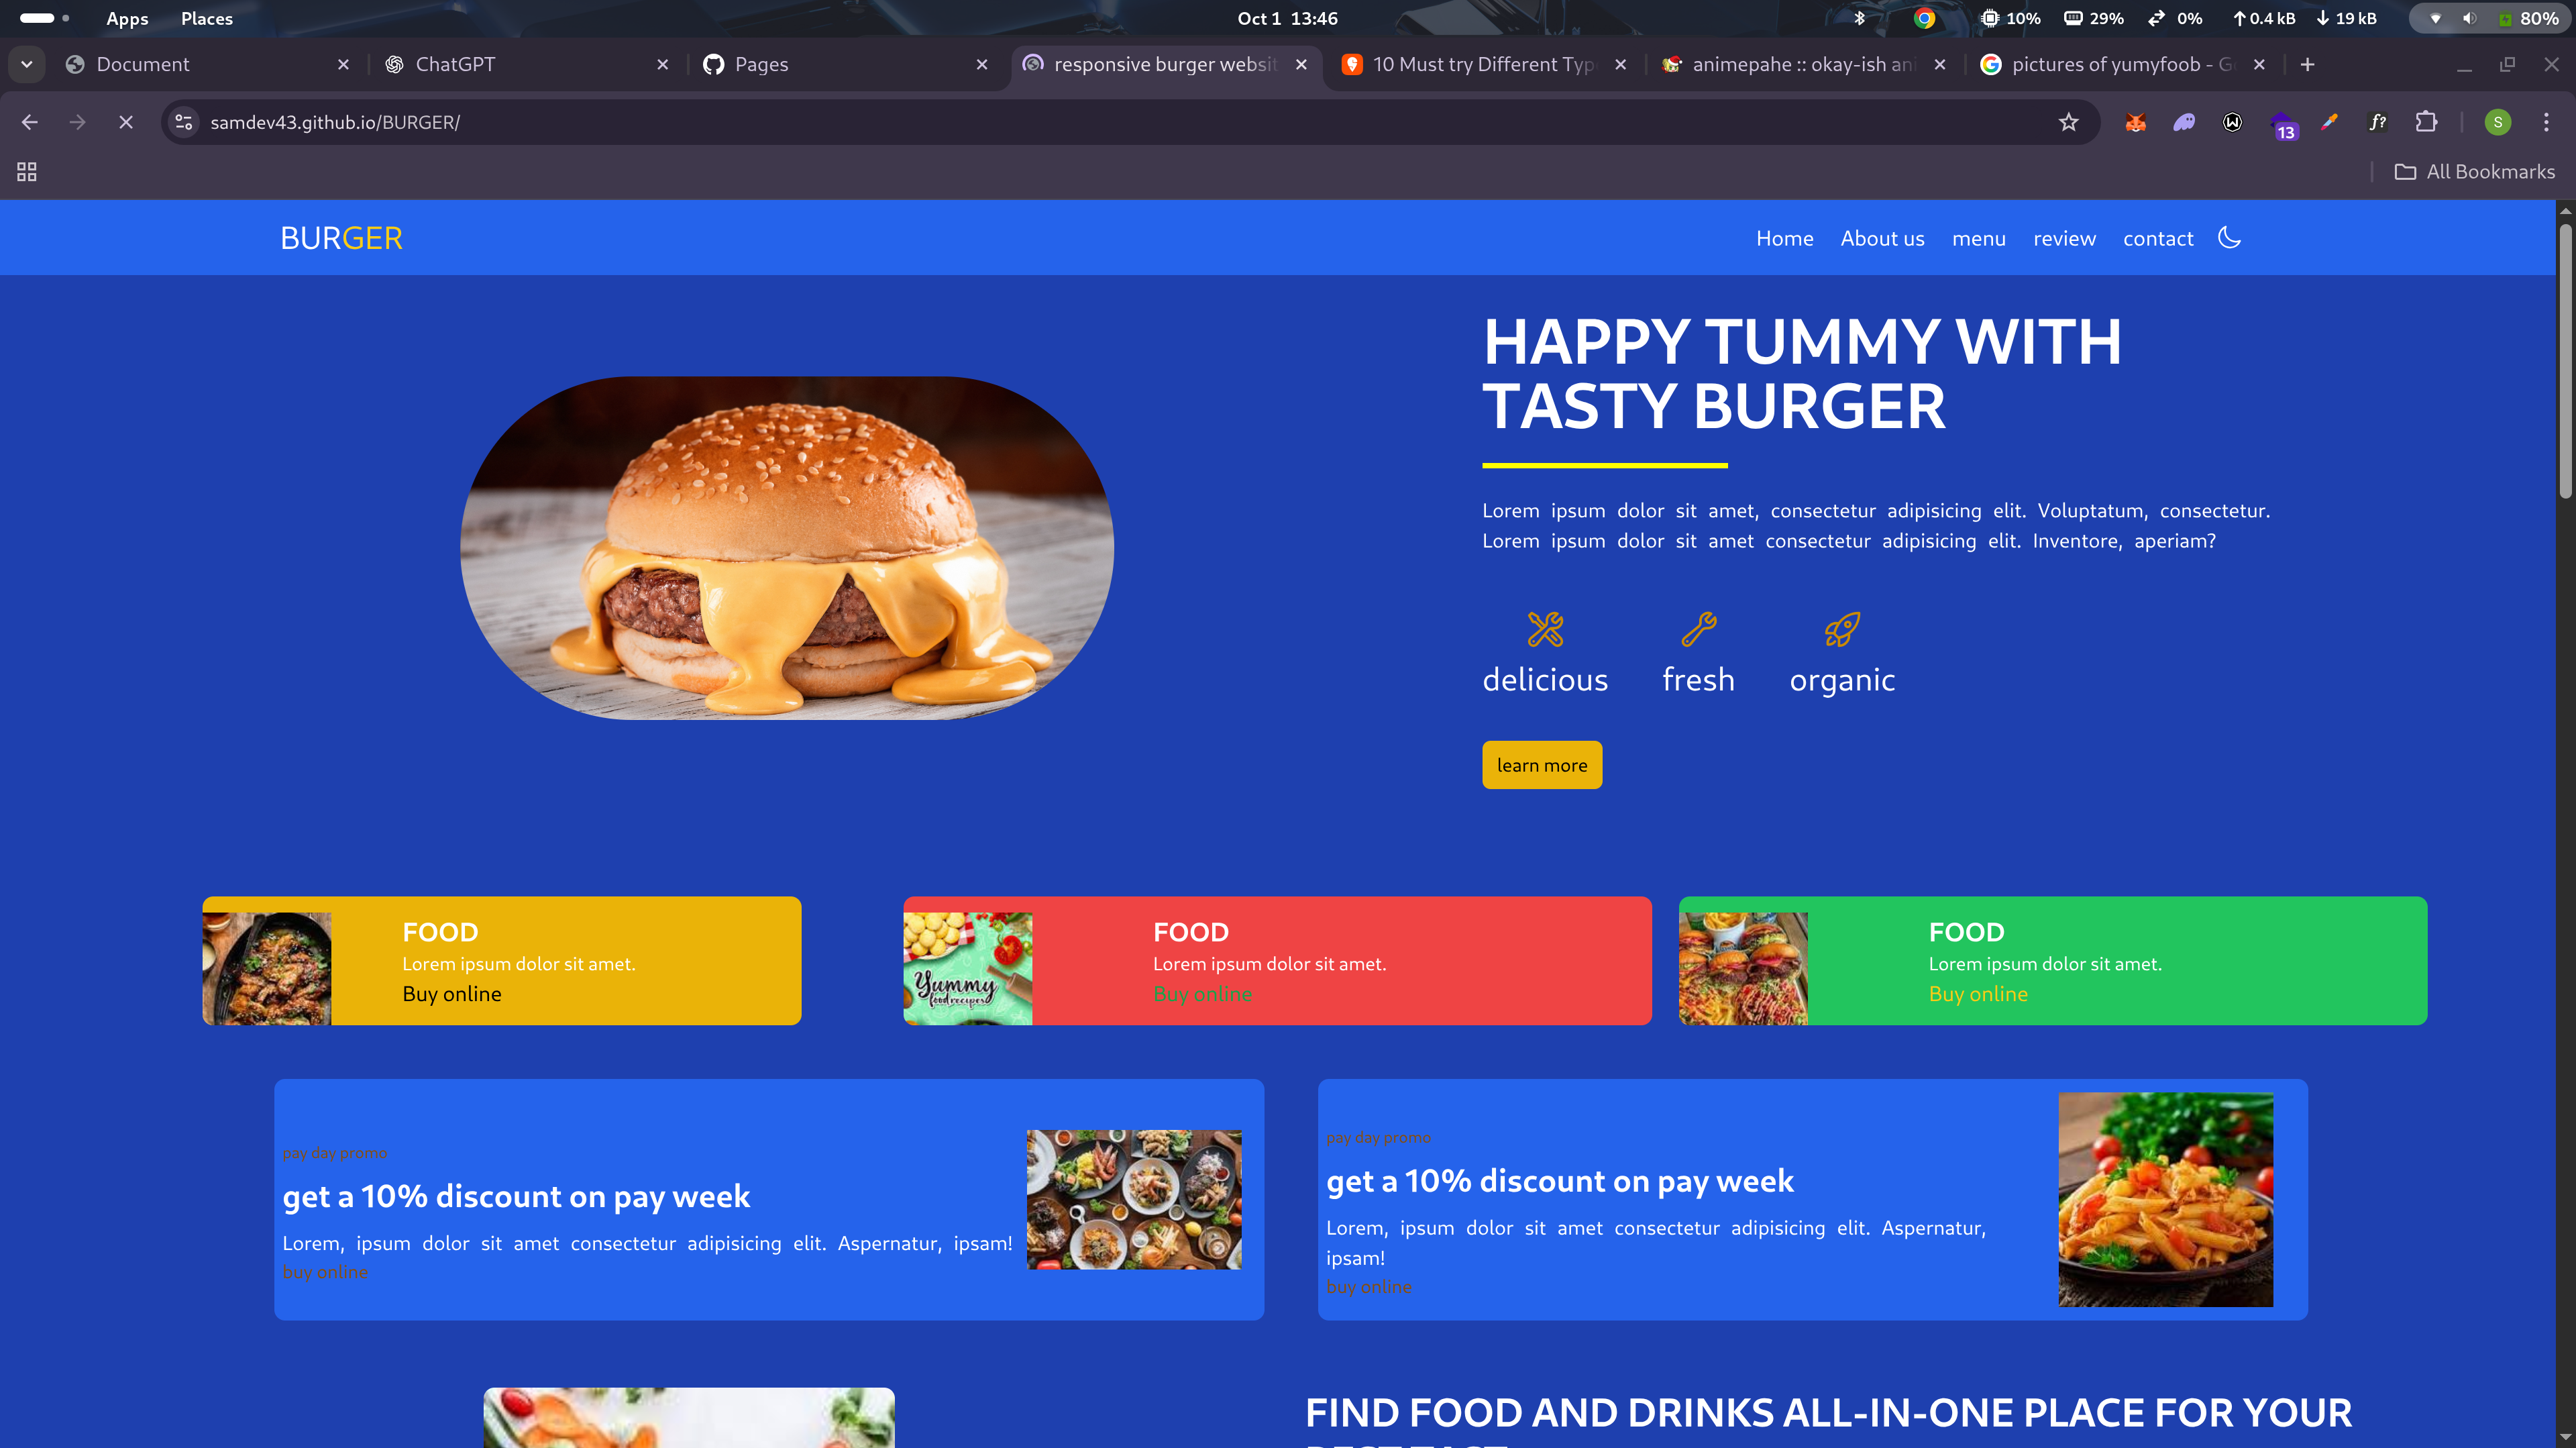 Apps Places Oct 1 13:46 10% 29% 0% 0.4 kB 19 kB 80%
Document ChatGPT Pages responsive burger websit 10 Must try Different Typ animepahe :: okay-ish ani pictures of yumyfoob - G
samdev43.github.io/BURGER/ 13 f? S
All Bookmarks
BURGER Home About us menu review contact
HAPPY TUMMY WITH
TASTY BURGER
Lorem ipsum dolor sit amet, consectetur adipisicing elit. Voluptatum, consectetur.
Lorem ipsum dolor sit amet consectetur adipisicing elit. Inventore, aperiam?
delicious fresh organic
learn more
FOOD
Lorem ipsum dolor sit amet.
Buy online
Yummy
food recipes
FOOD
Lorem ipsum dolor sit amet.
Buy online
FOOD
Lorem ipsum dolor sit amet.
Buy online
pay day promo
get a 10% discount on pay week
Lorem, ipsum dolor sit amet consectetur adipisicing elit. Aspernatur, ipsam!
buy online
pay day promo
get a 10% discount on pay week
Lorem, ipsum dolor sit amet consectetur adipisicing elit. Aspernatur,
ipsam!
buy online
FIND FOOD AND DRINKS ALL-IN-ONE PLACE FOR YOUR